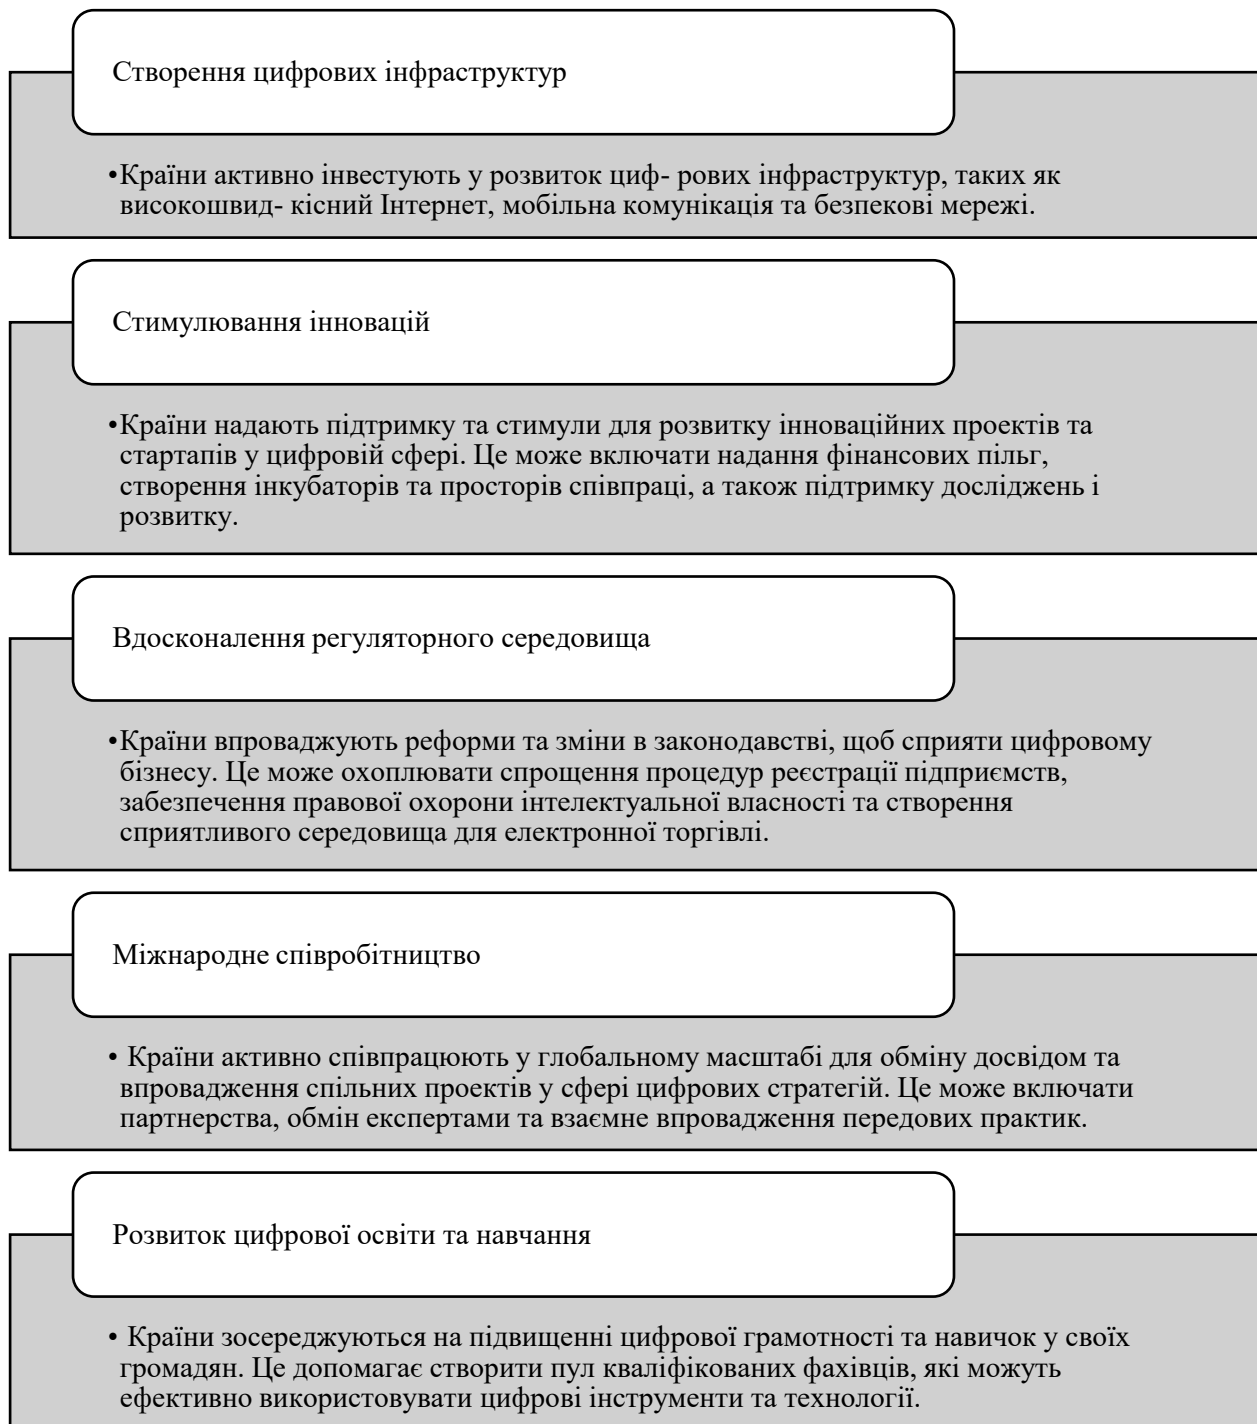 Створення цифрових інфраструктур
•Країни активно інвестують у розвиток циф- рових інфраструктур, таких як
високошвид- кісний Інтернет, мобільна комунікація та безпекові мережі.
Стимулювання інновацій
•Країни надають підтримку та стимули для розвитку інноваційних проектів та
стартапів у цифровій сфері. Це може включати надання фінансових пільг,
створення інкубаторів та просторів співпраці, а також підтримку досліджень і
розвитку.
Вдосконалення регуляторного середовища
•Країни впроваджують реформи та зміни в законодавстві, щоб сприяти цифровому
бізнесу. Це може охоплювати спрощення процедур реєстрації підприємств,
забезпечення правової охорони інтелектуальної власності та створення
сприятливого середовища для електронної торгівлі.
Міжнародне співробітництво
• Країни активно співпрацюють у глобальному масштабі для обміну досвідом та
впровадження спільних проектів у сфері цифрових стратегій. Це може включати
партнерства, обмін експертами та взаємне впровадження передових практик.
Розвиток цифрової освіти та навчання
• Країни зосереджуються на підвищенні цифрової грамотності та навичок у своїх
громадян. Це допомагає створити пул кваліфікованих фахівців, які можуть
ефективно використовувати цифрові інструменти та технології.